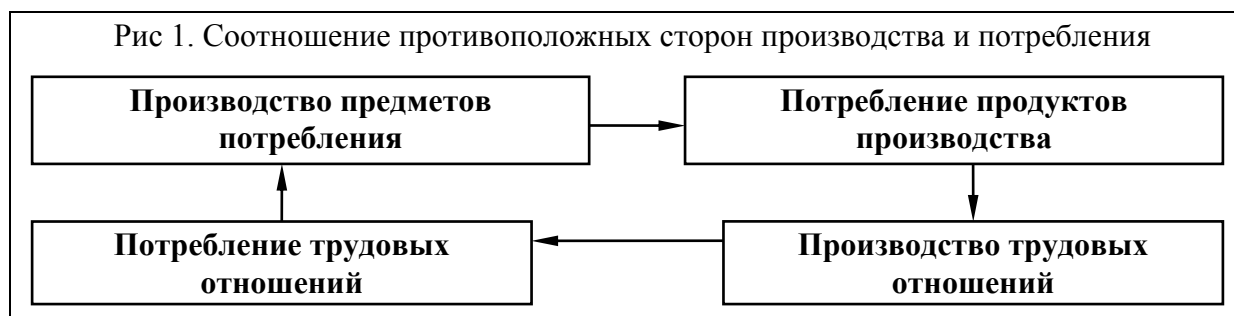 Рис 1. Соотношение противоположных сторон производства и потребления
Производство предметов
потребления
Потребление продуктов
производства
Потребление трудовых
отношений
Производство трудовых
отношений